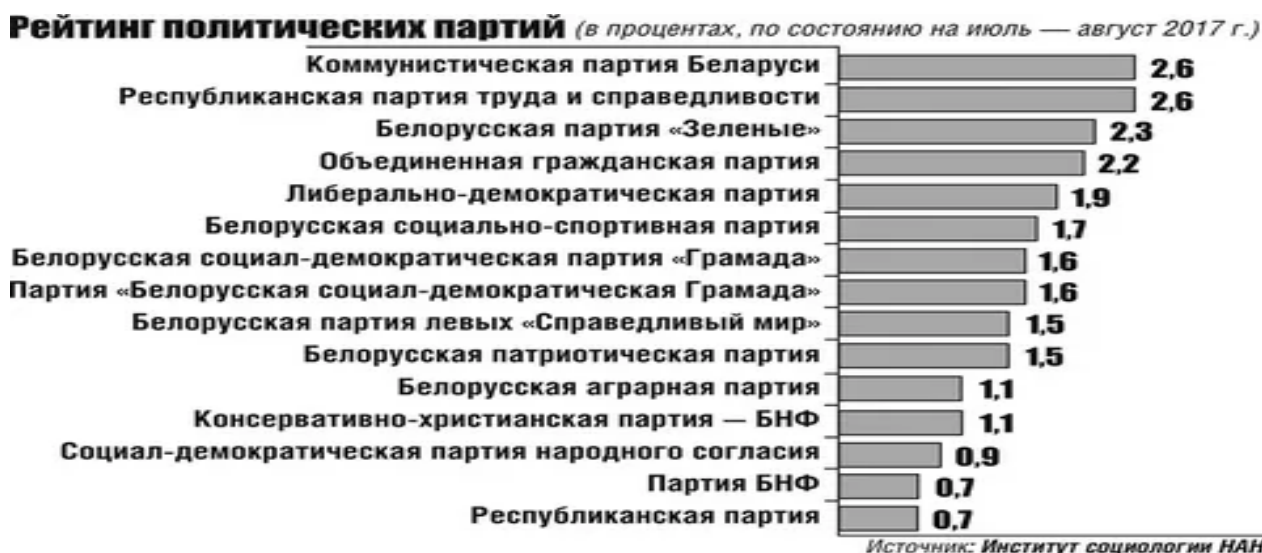 Рейтинг политических партий (в процентах, по состоянию на июль — август 2017 г.)
Коммунистическая партия Беларуси 2,6
Республиканская партия труда и справедливости 2,6
Белорусская партия «Зеленые» 2,3
Объединенная гражданская партия 2,2
Либерально-демократическая партия 1,9
Белорусская социально-спортивная партия 1,7
Белорусская социал-демократическая партия «Грамада» 1,6
Партия «Белорусская социал-демократическая Грамада» 1,6
Белорусская партия левых «Справедливый мир» 1,5
Белорусская патриотическая партия 1,5
Белорусская аграрная партия 1,1
Консервативно-христианская партия — БНФ 1,1
Социал-демократическая партия народного согласия 0,9
Партия БНФ 0,7
Республиканская партия 0,7
Источник: Институт социологии НАН